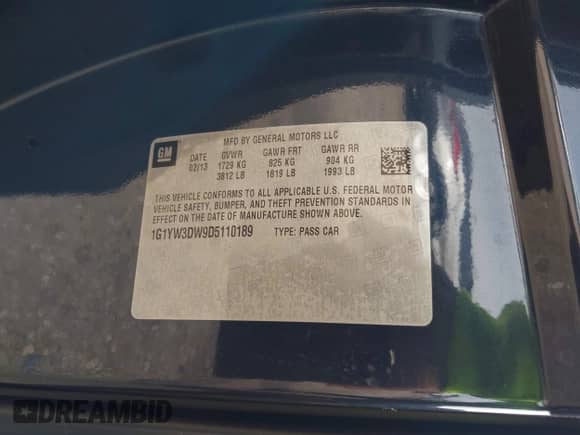 MFD BY GENERAL MOTORS LLC
GM DATE GVWR GAWR FRT GAWR RR
02/13 1729 KG 825 KG 904 KG
3812 LB 1819 LB 1993 LB
THIS VEHICLE CONFORMS TO ALL APPLICABLE U.S. FEDERAL MOTOR
VEHICLE SAFETY, BUMPER, AND THEFT PREVENTION STANDARDS IN
EFFECT ON THE DATE OF MANUFACTURE SHOWN ABOVE.
1G1YW3DW9D5110189 TYPE: PASS CAR
DREAMBID